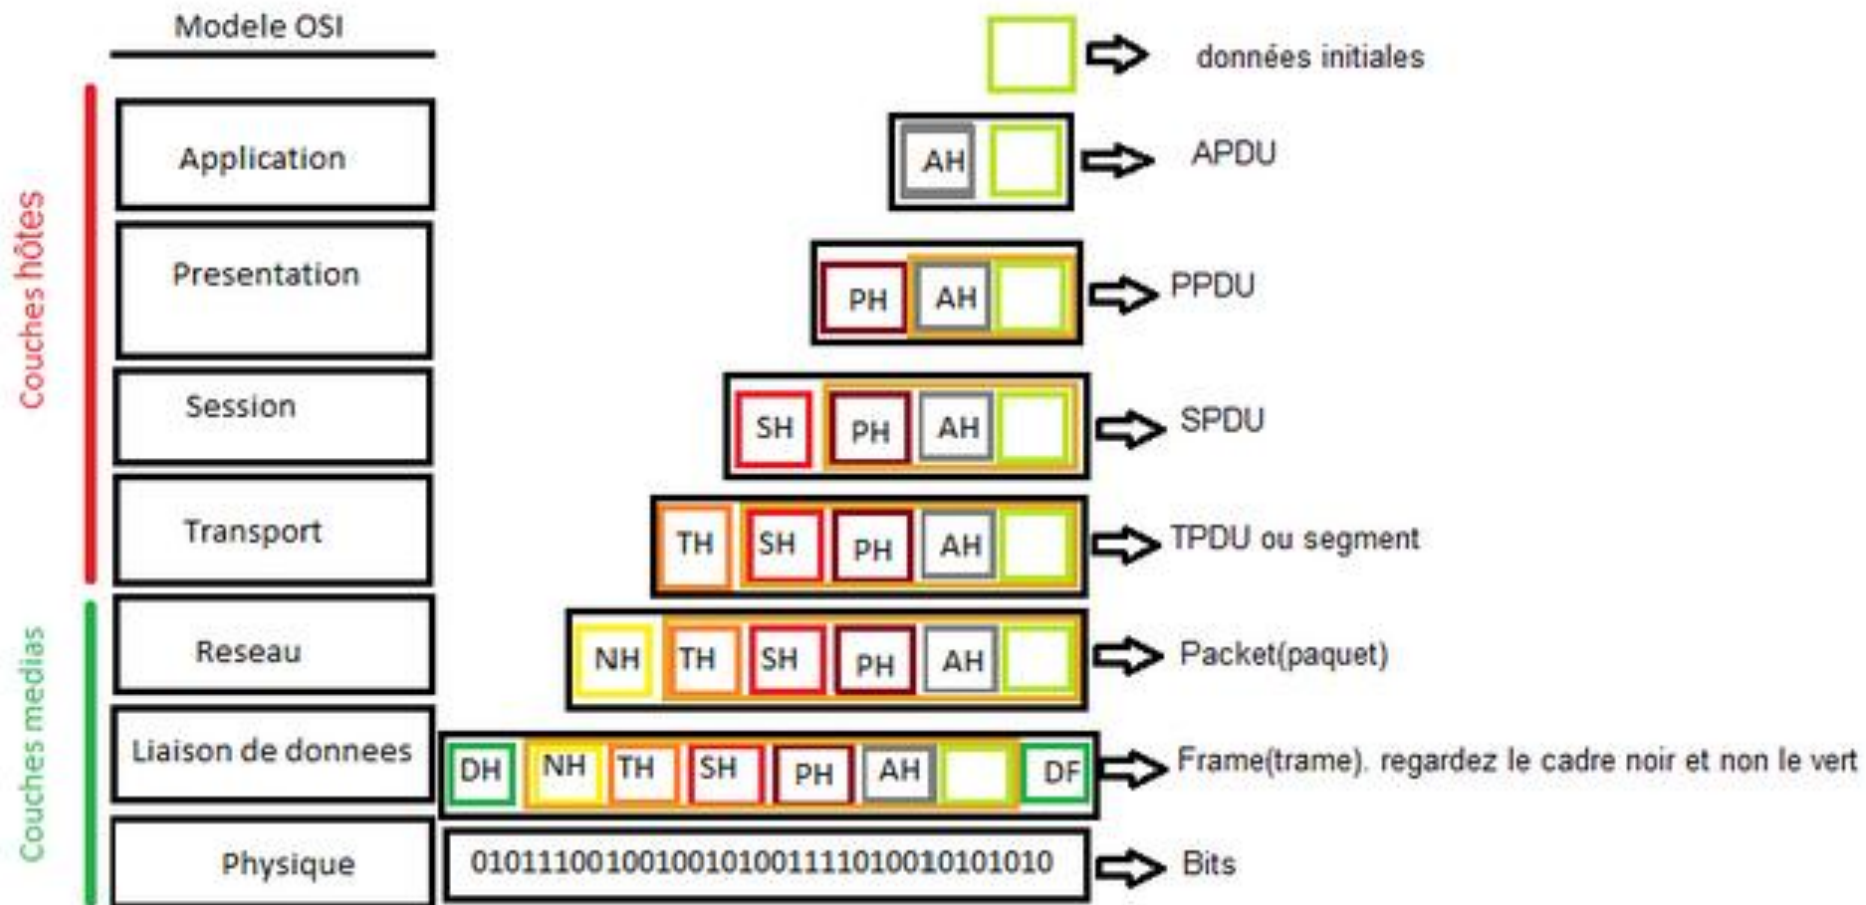 Modele OSI
données initiales
Couches hôtes
Application
AH
APDU
Presentation
PH AH
PPDU
Session
SH PH AH
SPDU
Transport
TH SH PH AH
TPDU ou segment
Couches medias
Reseau
NH TH SH PH AH
Packet(paquet)
Liaison de donnees
DH NH TH SH PH AH DF
Frame(trame). regardez le cadre noir et non le vert
Physique
0101110010010010100111101001010‌1010
Bits